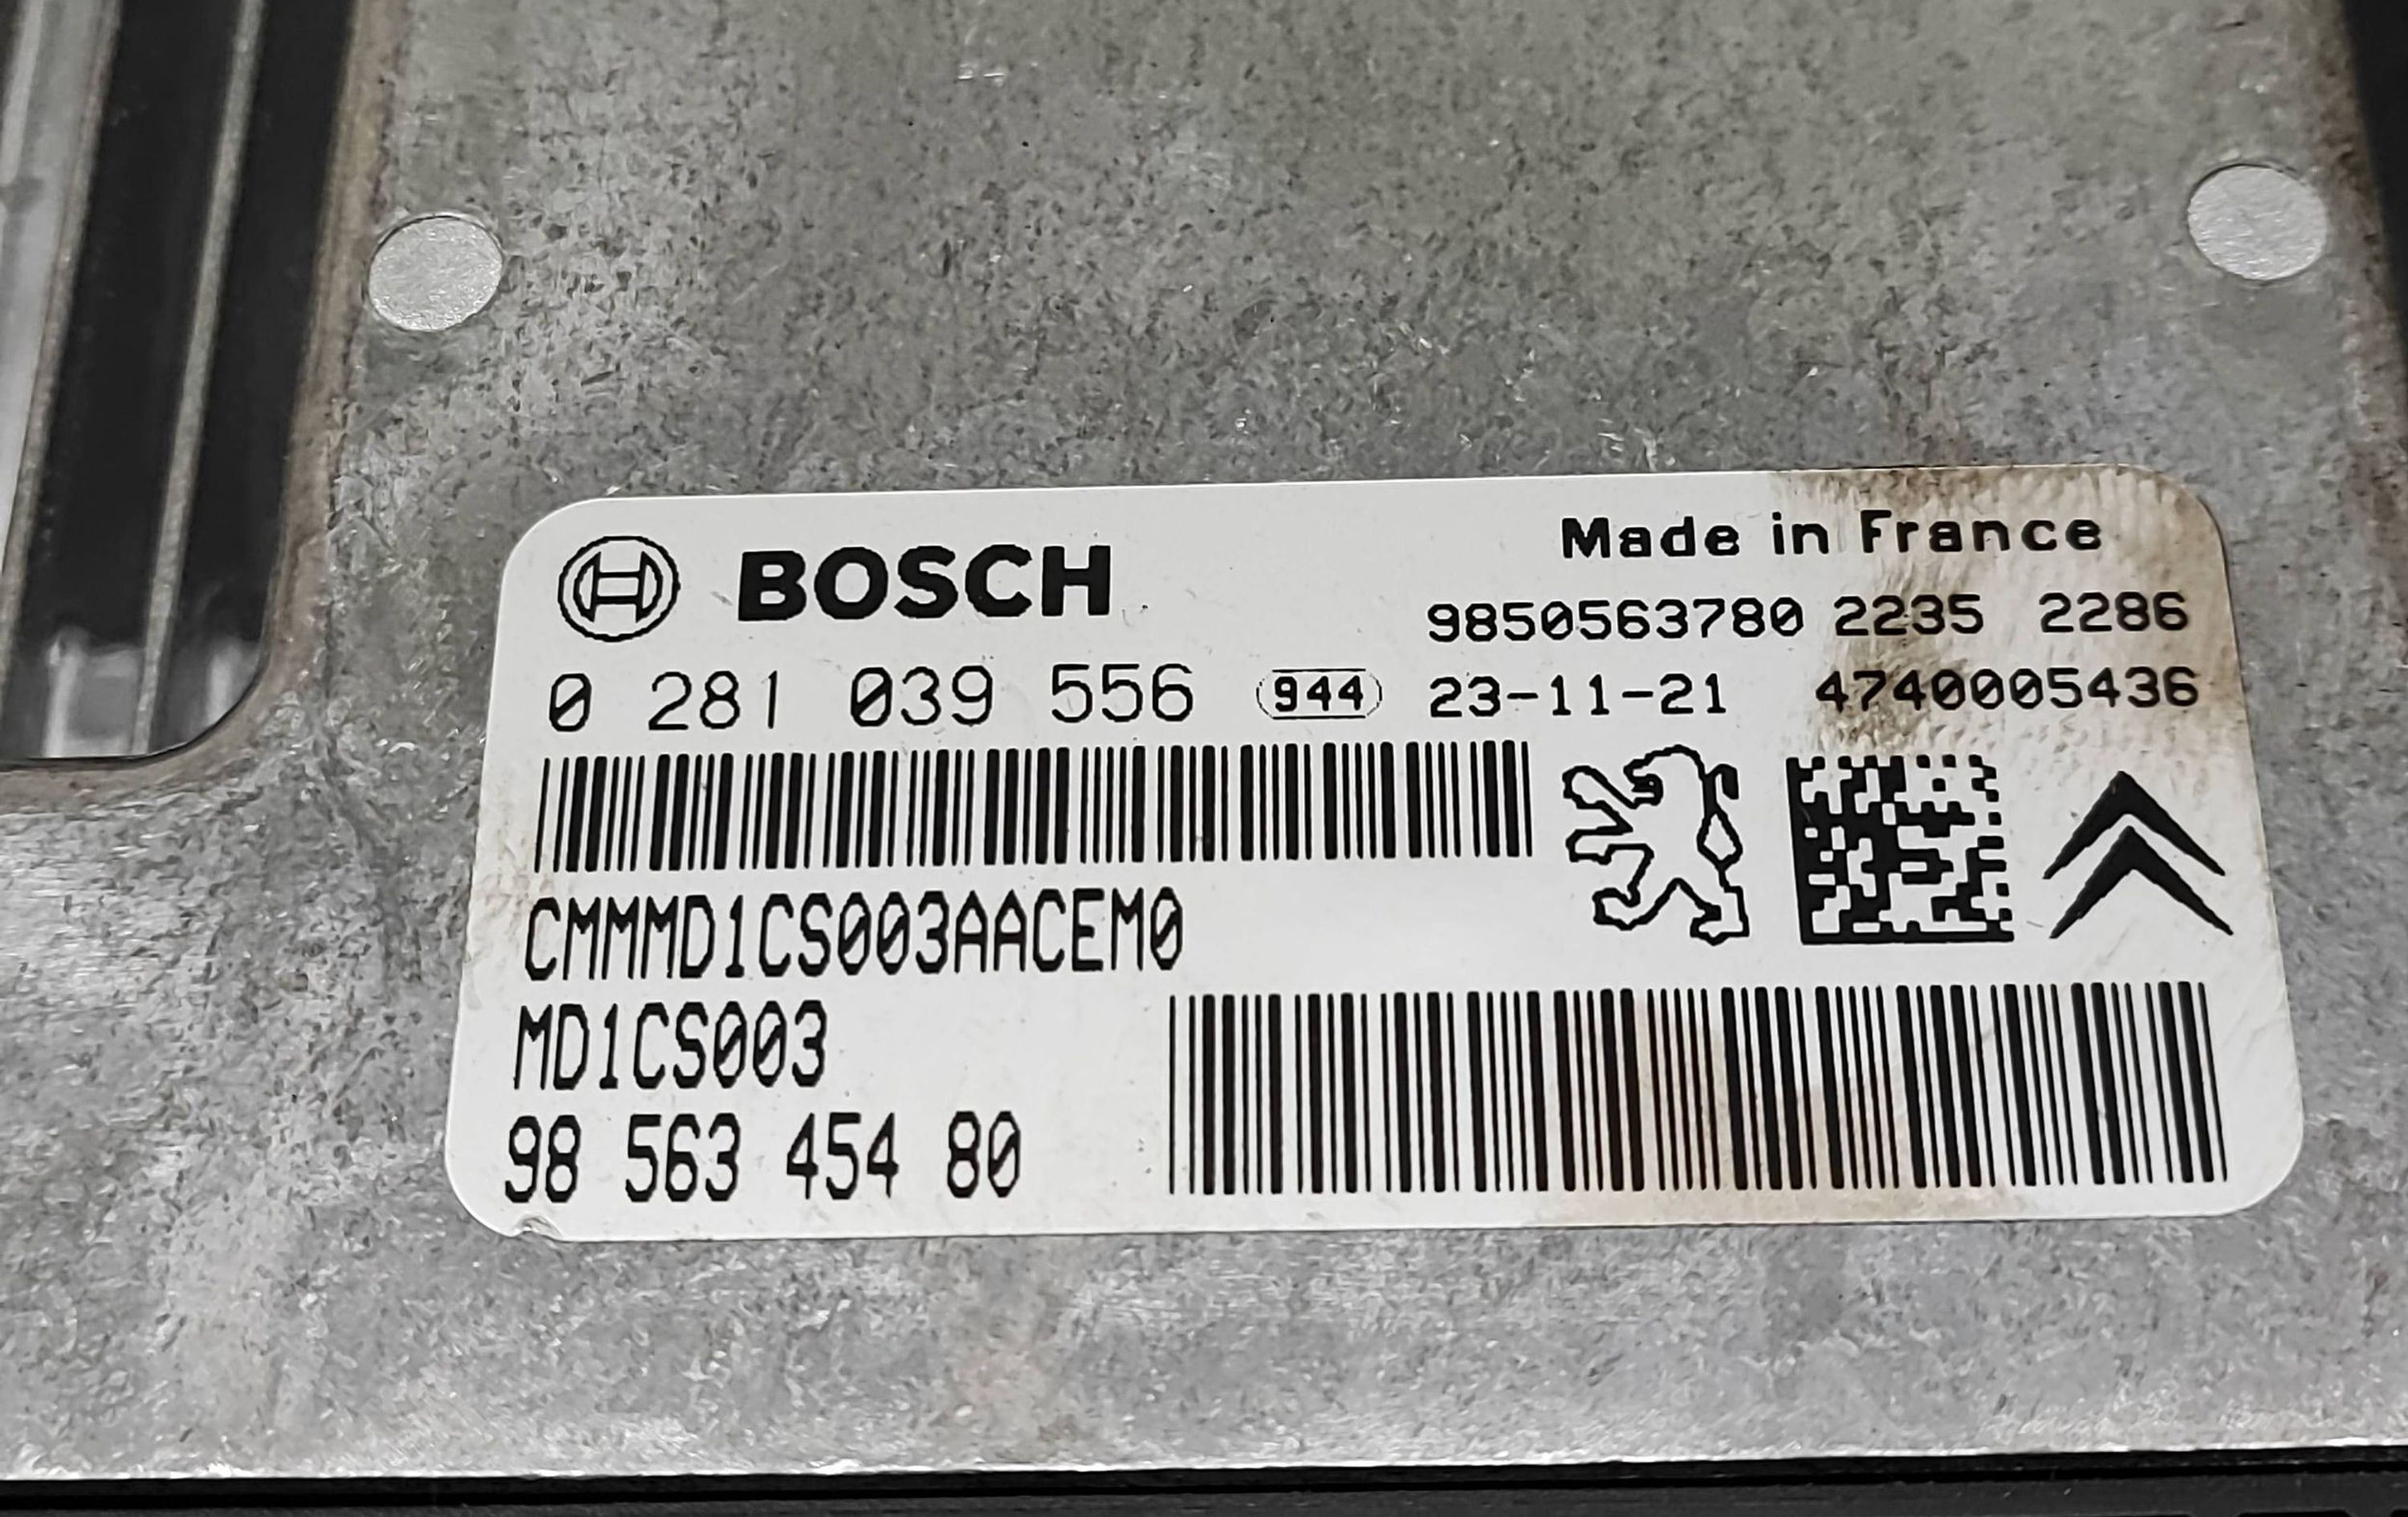 BOSCH
Made in France
9850563780 2235 2286
0 281 039 556 944 23-11-21 4740005436
CMMMD1CS003AACEM0
MD1CS003
98 563 454 80